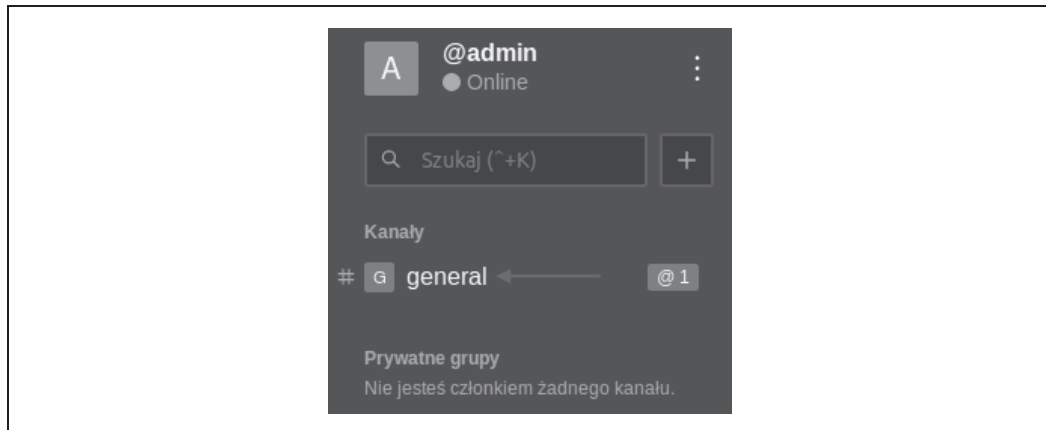 A
@admin
Online
Szukaj (^+K)
+
Kanały
# G general @ 1
Prywatne grupy
Nie jesteś członkiem żadnego kanału.